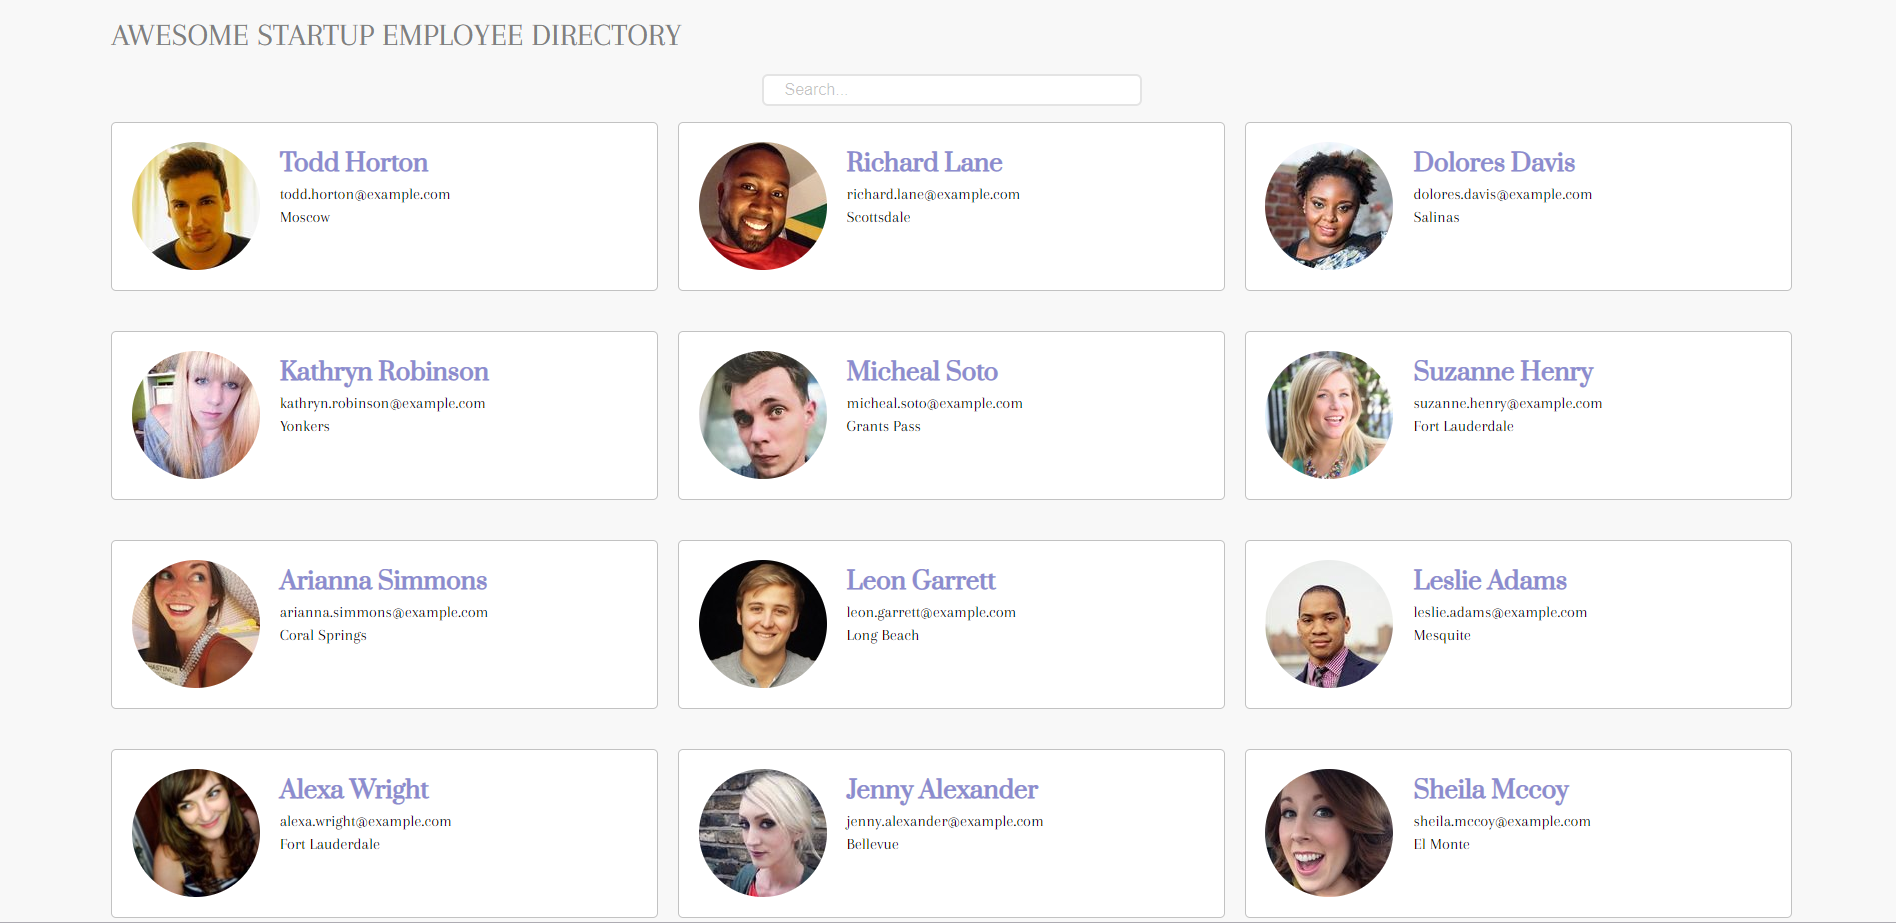 AWESOME STARTUP EMPLOYEE DIRECTORY
Search...
Todd Horton
todd.horton@example.com
Moscow
Richard Lane
richard.lane@example.com
Scottsdale
Dolores Davis
dolores.davis@example.com
Salinas
Kathryn Robinson
kathryn.robinson@example.com
Yonkers
Micheal Soto
micheal.soto@example.com
Grants Pass
Suzanne Henry
suzanne.henry@example.com
Fort Lauderdale
Arianna Simmons
arianna.simmons@example.com
Coral Springs
Leon Garrett
leon.garrett@example.com
Long Beach
Leslie Adams
leslie.adams@example.com
Mesquite
Alexa Wright
alexa.wright@example.com
Fort Lauderdale
Jenny Alexander
jenny.alexander@example.com
Bellevue
Sheila Mccoy
sheila.mccoy@example.com
El Monte